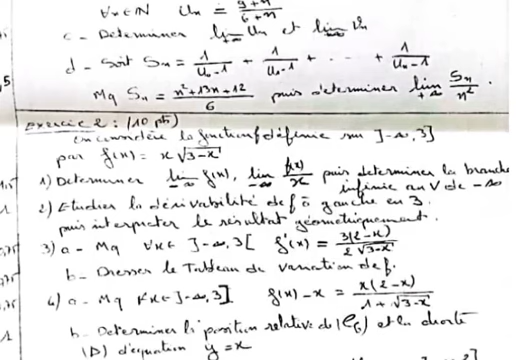 ∀n∈ℕ Un = (9+n)/(6+n)
c - Determiner lim Un et lim Vn
+∞ +∞
d - Soit Sn = 1/(U0-1) + 1/(U1-1) + . . . + 1/(Un-1)
Mq Sn = (n²+13n+12)/6 puis determiner lim Sn/n².
+∞
Exercice 2 : (10 pts)
on considère la fonction f définie sur ]-∞,3]
par f(x) = x√(3-x)
1) Determiner lim f(x), lim f(x)/x puis determiner la branche
-∞ -∞ infinie au V de -∞
2) Etudier la dérivabilité de f à gauche en 3.
puis interpreter le résultat géometriquement.
3) a - Mq ∀x∈ ]-∞,3[ f'(x) = 3(2-x)/(2√(3-x))
b - Dresser le Tableau de variation de f.
4) a - Mq ∀x∈]-∞,3] f(x)-x = x(2-x)/(1+√(3-x))
b - Determiner la position relative de (Cf) et la droite
(D) d'equation y=x